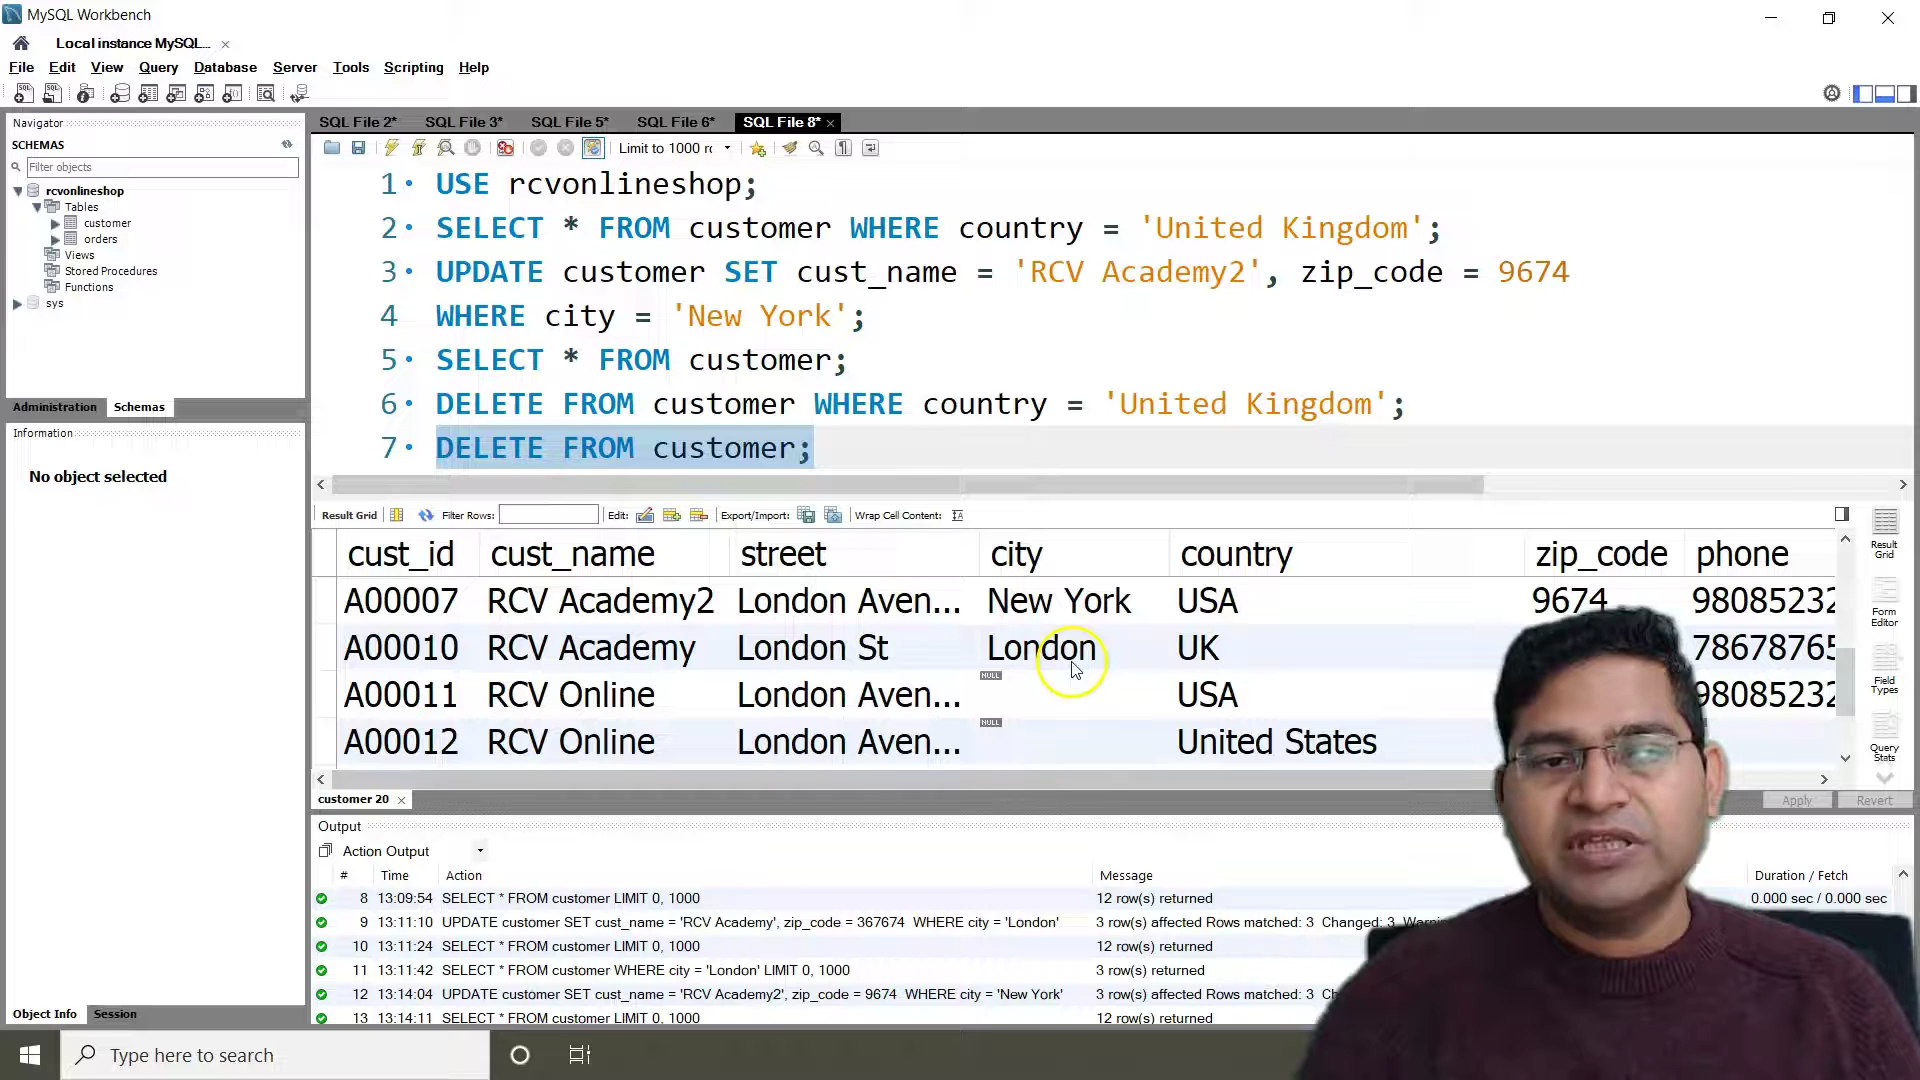 MySQL Workbench
Local instance MySQL...
File Edit View Query Database Server Tools Scripting Help
Navigator
SCHEMAS
Filter objects
rcvonlineshop
Tables
customer
orders
Views
Stored Procedures
Functions
sys
Administration Schemas
Information
No object selected
Object Info Session
SQL File 2* SQL File 3* SQL File 5* SQL File 6* SQL File 8*
Limit to 1000 rc
1 USE rcvonlineshop;
2 SELECT * FROM customer WHERE country = 'United Kingdom';
3 UPDATE customer SET cust_name = 'RCV Academy2', zip_code = 9674
4 WHERE city = 'New York';
5 SELECT * FROM customer;
6 DELETE FROM customer WHERE country = 'United Kingdom';
7 DELETE FROM customer;
Result Grid Filter Rows: Edit: Export/Import: Wrap Cell Content:
cust_id cust_name street city country zip_code phone
A00007 RCV Academy2 London Aven... New York USA 9674 98085232
A00010 RCV Academy London St London UK 78678765
A00011 RCV Online London Aven... NULL USA 98085232
A00012 RCV Online London Aven... NULL United States
Result Grid
Form Editor
Field Types
Query Stats
customer 20
Apply Revert
Output
Action Output
# Time Action Message Duration / Fetch
8 13:09:54 SELECT * FROM customer LIMIT 0, 1000 12 row(s) returned 0.000 sec / 0.000 sec
9 13:11:10 UPDATE customer SET cust_name = 'RCV Academy', zip_code = 367674 WHERE city = 'London' 3 row(s) affected Rows matched: 3 Changed: 3
10 13:11:24 SELECT * FROM customer LIMIT 0, 1000 12 row(s) returned
11 13:11:42 SELECT * FROM customer WHERE city = 'London' LIMIT 0, 1000 3 row(s) returned
12 13:14:04 UPDATE customer SET cust_name = 'RCV Academy2', zip_code = 9674 WHERE city = 'New York' 3 row(s) affected Rows matched: 3
13 13:14:11 SELECT * FROM customer LIMIT 0, 1000 12 row(s) returned
Type here to search